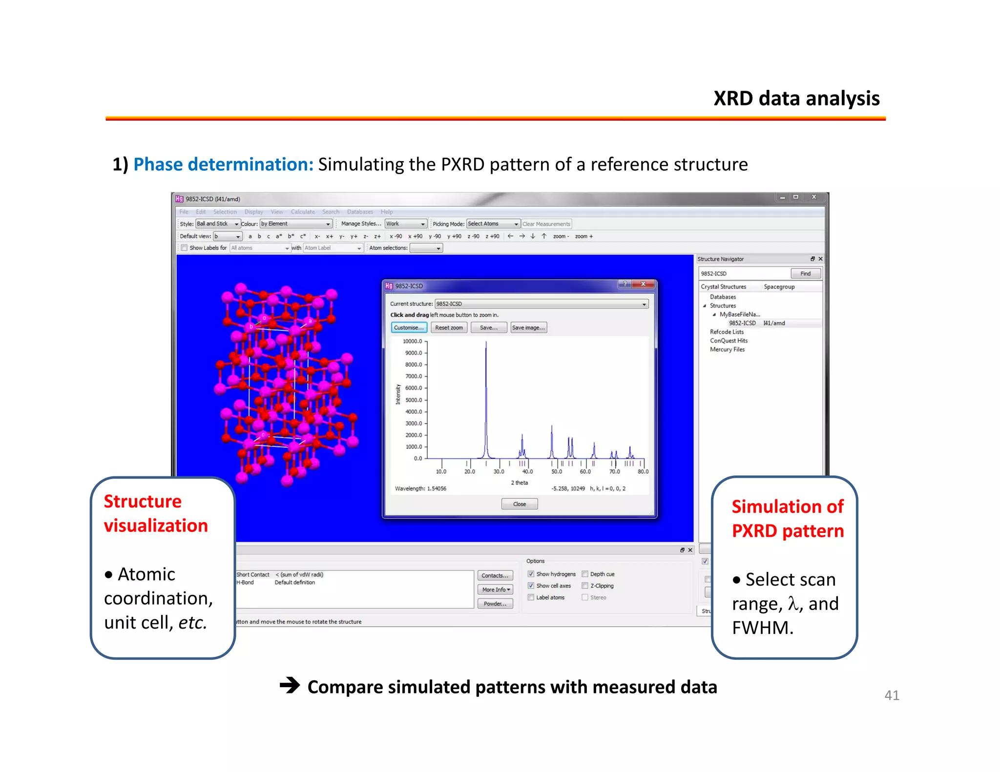 XRD data analysis
1) Phase determination: Simulating the PXRD pattern of a reference structure
Hg 9852-ICSD (I41/amd)
File Edit Selection Display View Calculate Search Databases Help
Style: Ball and Stick Colour: by Element Manage Styles... Work Picking Mode: Select Atoms Clear Measurements
Default view: b a b c a* b* c* x- x+ y- y+ z- z+ x -90 x +90 y -90 y +90 z -90 z +90 ← → ↓ ↑ zoom - zoom +
Show Labels for All atoms with Atom Label Atom selections:
Structure Navigator
9852-ICSD Find
Crystal Structures Spacegroup
Databases
Structures
MyBaseFileNa...
9852-ICSD I41/amd
Refcode Lists
ConQuest Hits
Mercury Files
o
a
b
c
Hg 9852-ICSD
Current structure: 9852-ICSD
Click and drag left mouse button to zoom in.
Customise... Reset zoom Save... Save image...
10000.0
9000.0
8000.0
7000.0
6000.0
5000.0
4000.0
3000.0
2000.0
1000.0
0.0
Intensity
10.0 20.0 30.0 40.0 50.0 60.0 70.0 80.0
2 theta
Wavelength: 1.54056 -5.258, 10249 h, k, l = 0, 0, 2
Close
Structure
visualization
• Atomic
coordination,
unit cell, etc.
Short Contact < (sum of vdW radii)
H-Bond Default definition
Contacts...
More Info
Powder...
Options
Show hydrogens Depth cue
Show cell axes Z-Clipping
Label atoms Stereo
Stru
utton and move the mouse to rotate the structure
Simulation of
PXRD pattern
• Select scan
range, λ, and
FWHM.
➔ Compare simulated patterns with measured data
41